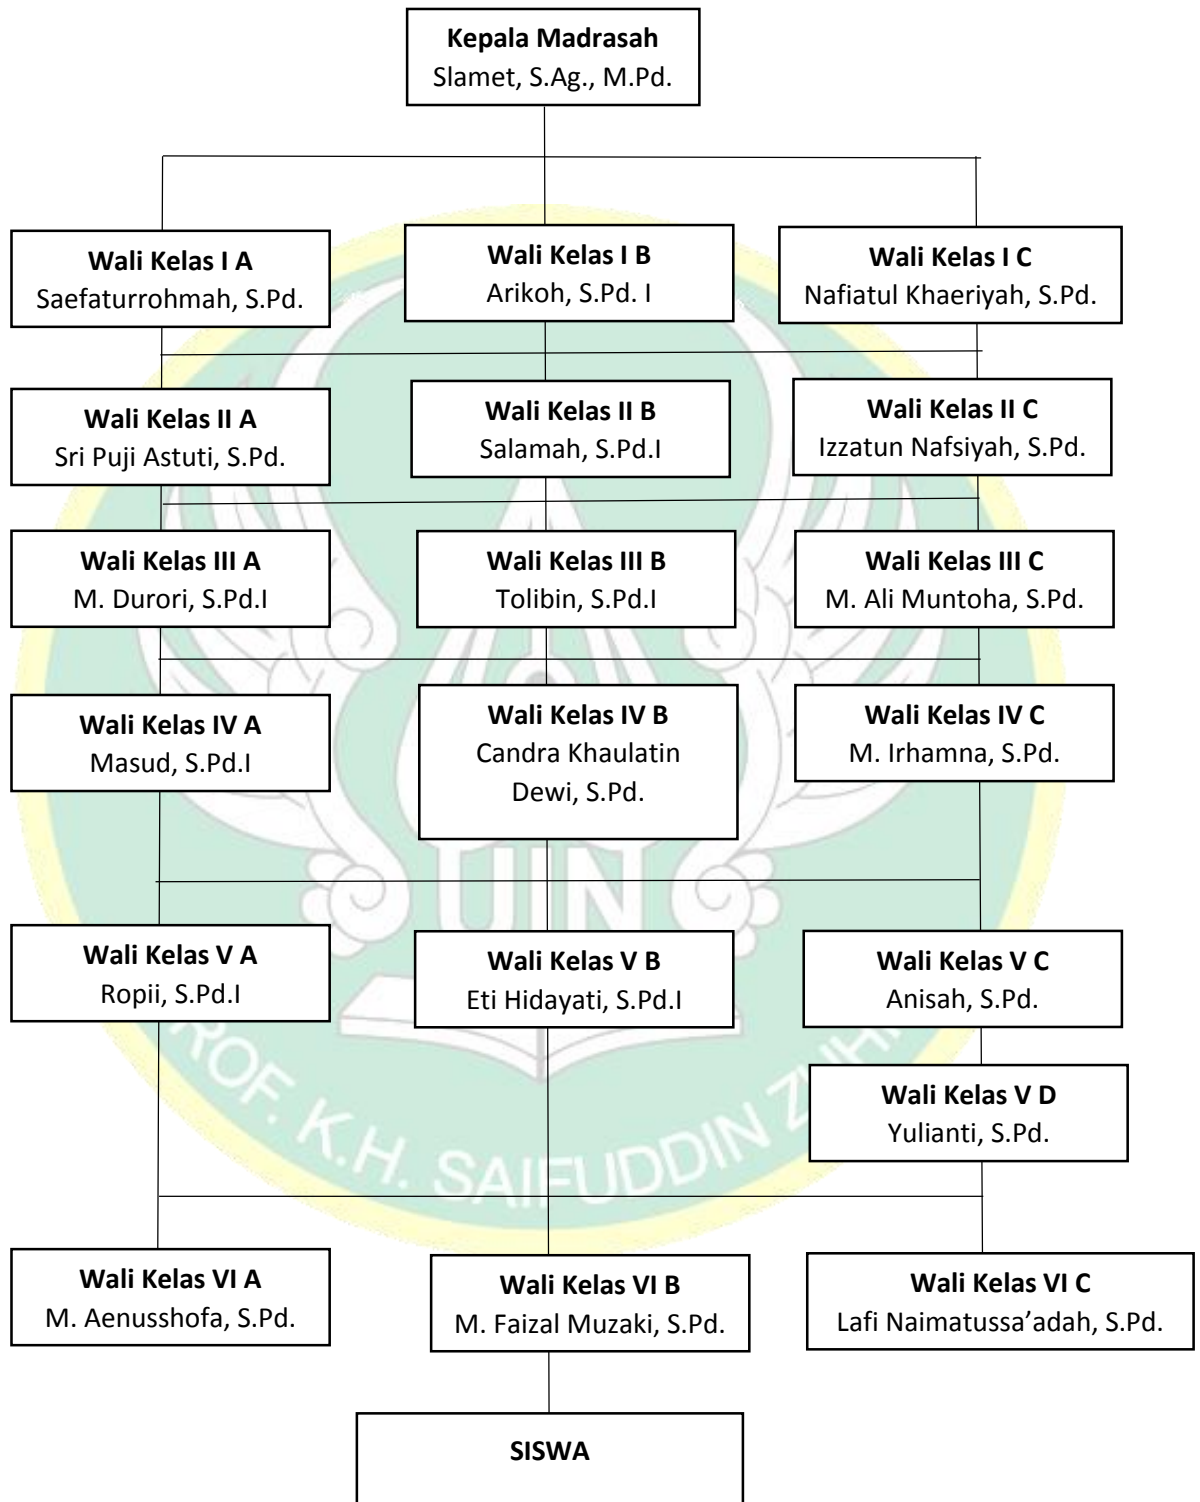 Kepala Madrasah
Slamet, S.Ag., M.Pd.
Wali Kelas I A
Saefaturrohmah, S.Pd.
Wali Kelas I B
Arikoh, S.Pd. I
Wali Kelas I C
Nafiatul Khaeriyah, S.Pd.
Wali Kelas II A
Sri Puji Astuti, S.Pd.
Wali Kelas II B
Salamah, S.Pd.I
Wali Kelas II C
Izzatun Nafsiyah, S.Pd.
Wali Kelas III A
M. Durori, S.Pd.I
Wali Kelas III B
Tolibin, S.Pd.I
Wali Kelas III C
M. Ali Muntoha, S.Pd.
Wali Kelas IV A
Masud, S.Pd.I
Wali Kelas IV B
Candra Khaulatin
Dewi, S.Pd.
Wali Kelas IV C
M. Irhamna, S.Pd.
UIN
Wali Kelas V A
Ropii, S.Pd.I
Wali Kelas V B
Eti Hidayati, S.Pd.I
Wali Kelas V C
Anisah, S.Pd.
Wali Kelas V D
Yulianti, S.Pd.
K.H. SAIFUDDIN
Wali Kelas VI A
M. Aenusshofa, S.Pd.
Wali Kelas VI B
M. Faizal Muzaki, S.Pd.
Wali Kelas VI C
Lafi Naimatussa’adah, S.Pd.
SISWA